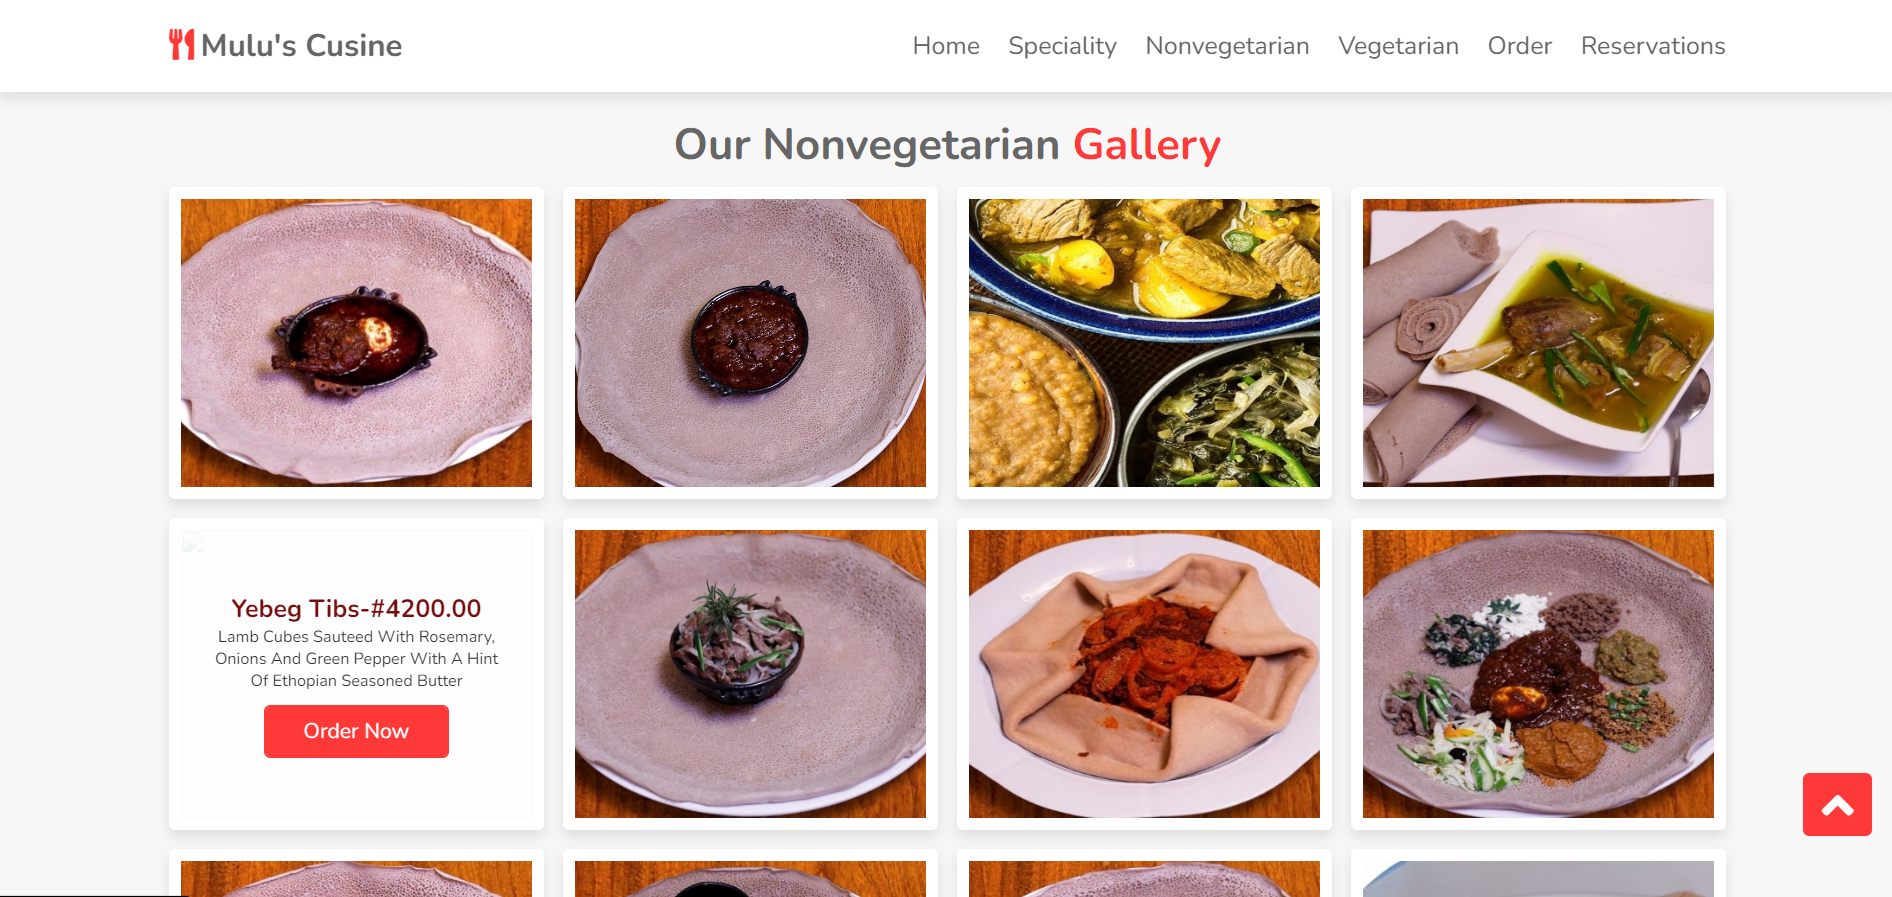 Mulu's Cusine
Home Speciality Nonvegetarian Vegetarian Order Reservations
Our Nonvegetarian Gallery
Yebeg Tibs-#4200.00
Lamb Cubes Sauteed With Rosemary,
Onions And Green Pepper With A Hint
Of Ethopian Seasoned Butter
Order Now